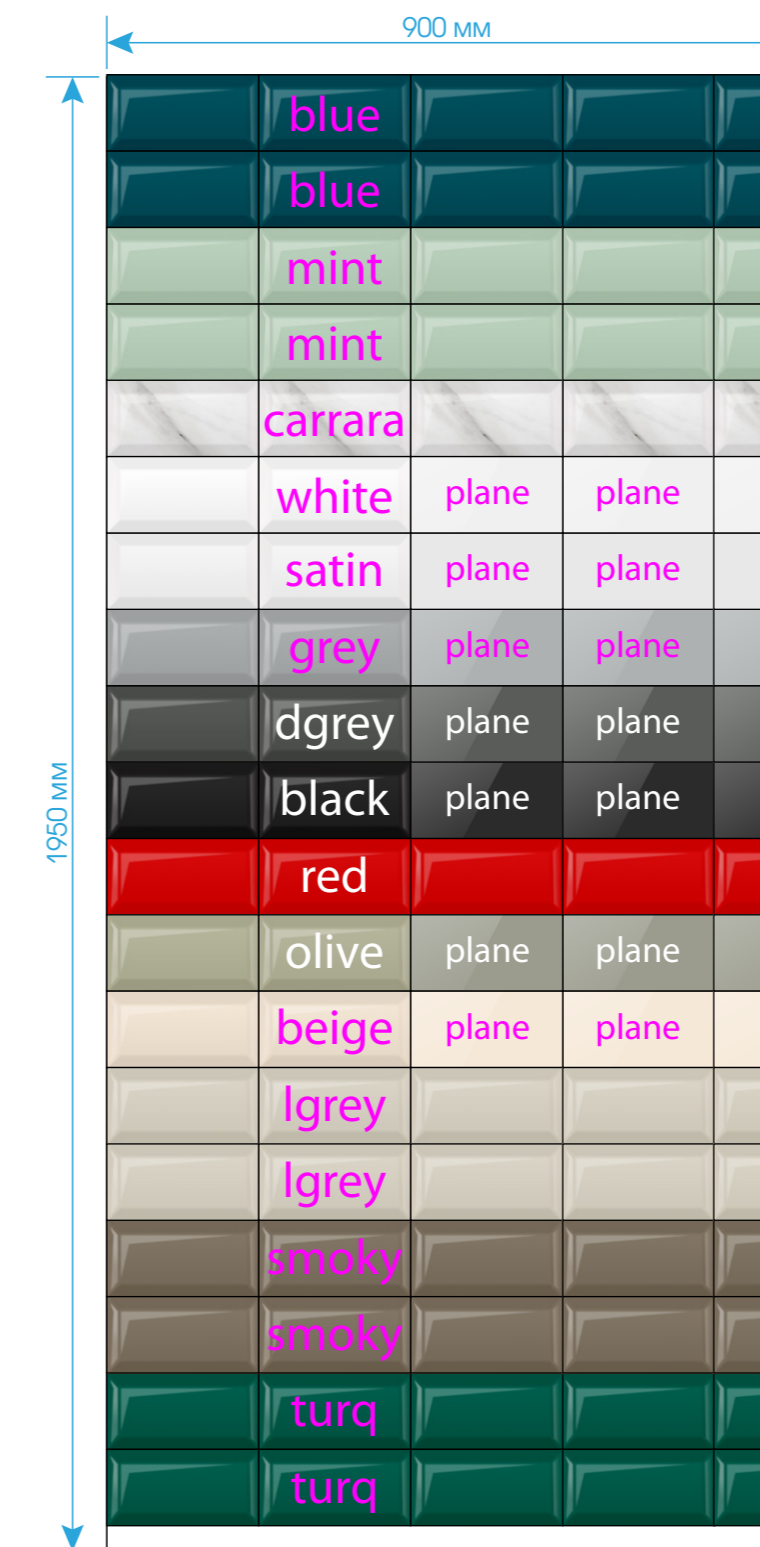 900 мм
blue
blue
mint
mint
carrara
white plane plane
satin plane plane
grey plane plane
dgrey plane plane
black plane plane
red
olive plane plane
beige plane plane
lgrey
lgrey
smoky
smoky
turq
turq
1950 мм